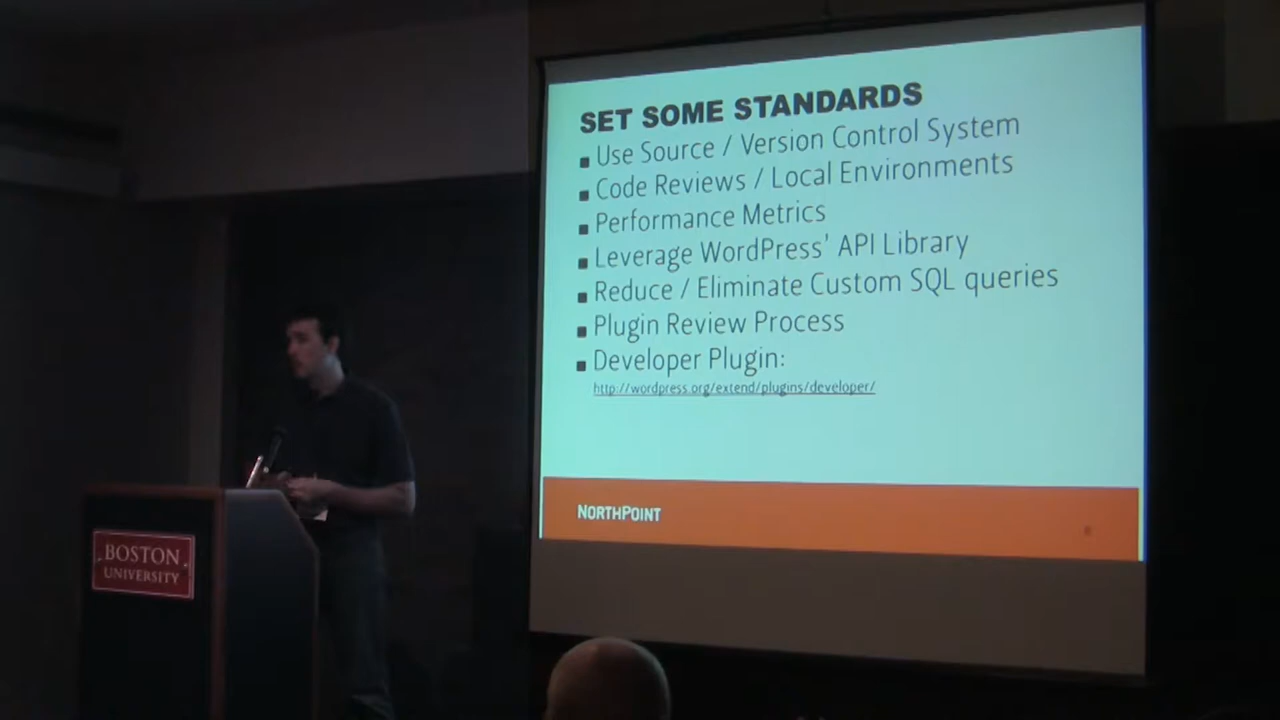 SET SOME STANDARDS
Use Source / Version Control System
Code Reviews / Local Environments
Performance Metrics
Leverage WordPress' API Library
Reduce / Eliminate Custom SQL queries
Plugin Review Process
Developer Plugin:
http://wordpress.org/extend/plugins/developer/
NORTHPOINT
BOSTON
UNIVERSITY